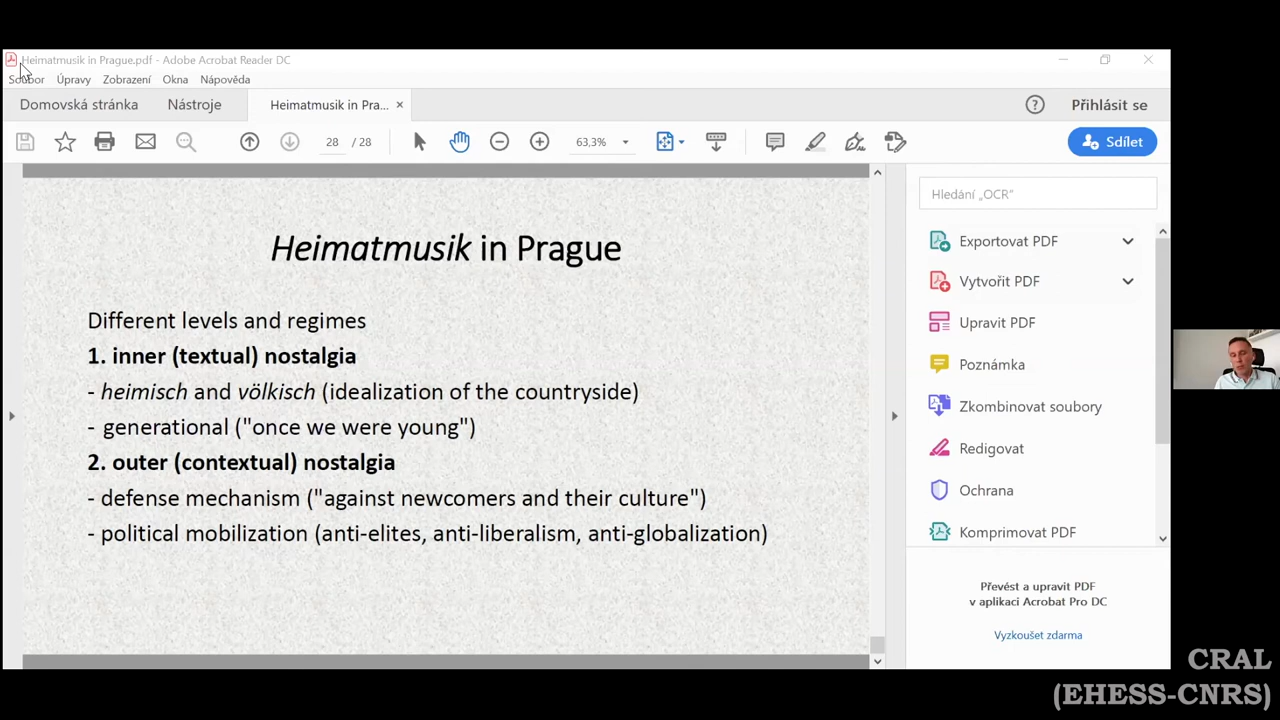 Heimatmusik in Prague.pdf - Adobe Acrobat Reader DC
Soubor Úpravy Zobrazení Okna Nápověda
Domovská stránka Nástroje Heimatmusik in Pra... × ? Přihlásit se
28 / 28 63,3% Sdílet
Heimatmusik in Prague
Different levels and regimes
1. inner (textual) nostalgia
- heimisch and völkisch (idealization of the countryside)
- generational ("once we were young")
2. outer (contextual) nostalgia
- defense mechanism ("against newcomers and their culture")
- political mobilization (anti-elites, anti-liberalism, anti-globalization)
Hledání „OCR"
Exportovat PDF
Vytvořit PDF
Upravit PDF
Poznámka
Zkombinovat soubory
Redigovat
Ochrana
Komprimovat PDF
Převést a upravit PDF
v aplikaci Acrobat Pro DC
Vyzkoušet zdarma
CRAL
(EHESS-CNRS)